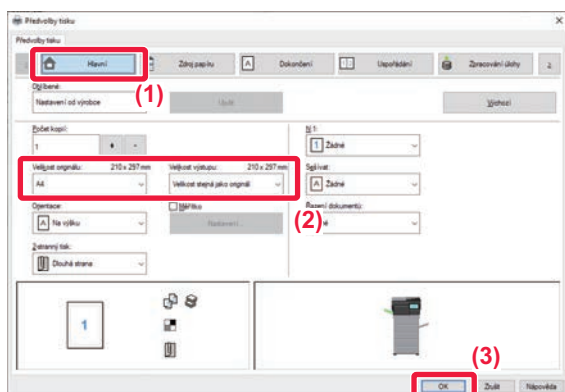 Předvolby tisku
Předvolby tisku
Hlavní
Zdroj papíru
Dokončení
Uspořádání
Zpracování úlohy
(1)
Oblíbené:
Nastavení od výrobce
Uložit
Výchozí
Počet kopií:
1
N-1:
Žádné
Velikost originálu:
210 x 297 mm
Velikost výstupu:
210 x 297 mm
A4
Velikost stejná jako originál
Sešívat:
Žádné
(2)
Orientace:
Na výšku
Měřítko
Nastavení...
Řazení dokumentů:
2stranný tisk:
Dlouhá strana
1
(3)
OK
Zrušit
Nápověda